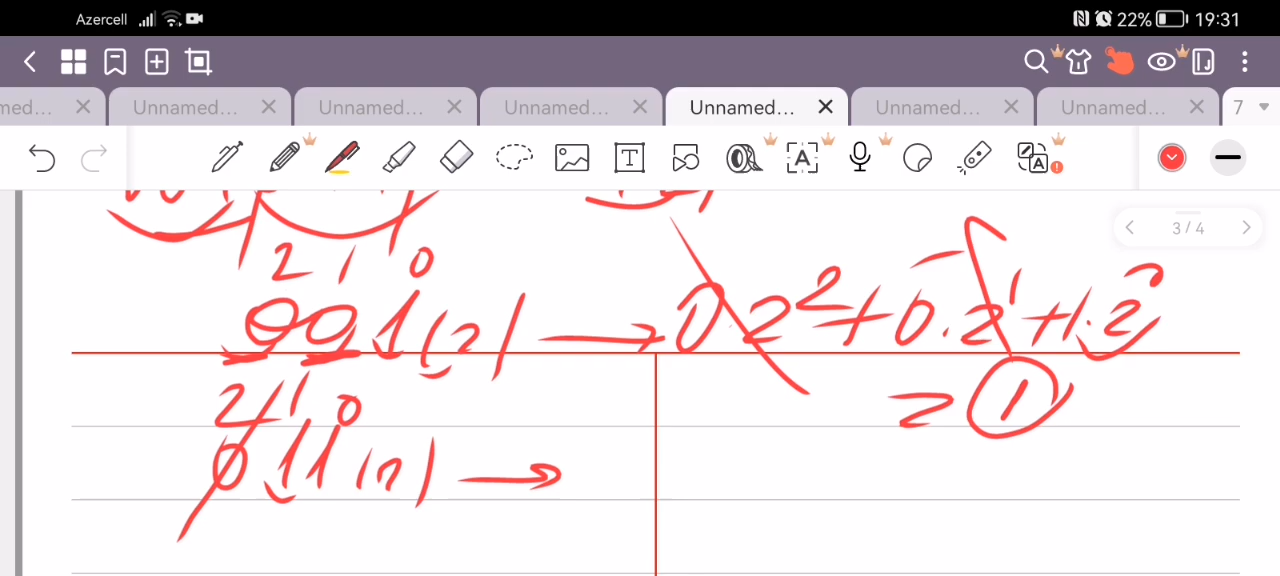 Azercell 22% 19:31
med... Unnamed... Unnamed... Unnamed... Unnamed... Unnamed... Unnamed... 7
T A A
3/4
2 1 0
001(2) → 0.2²+0.2¹+1.2⁰
= 1
2 1 0
011(2) →